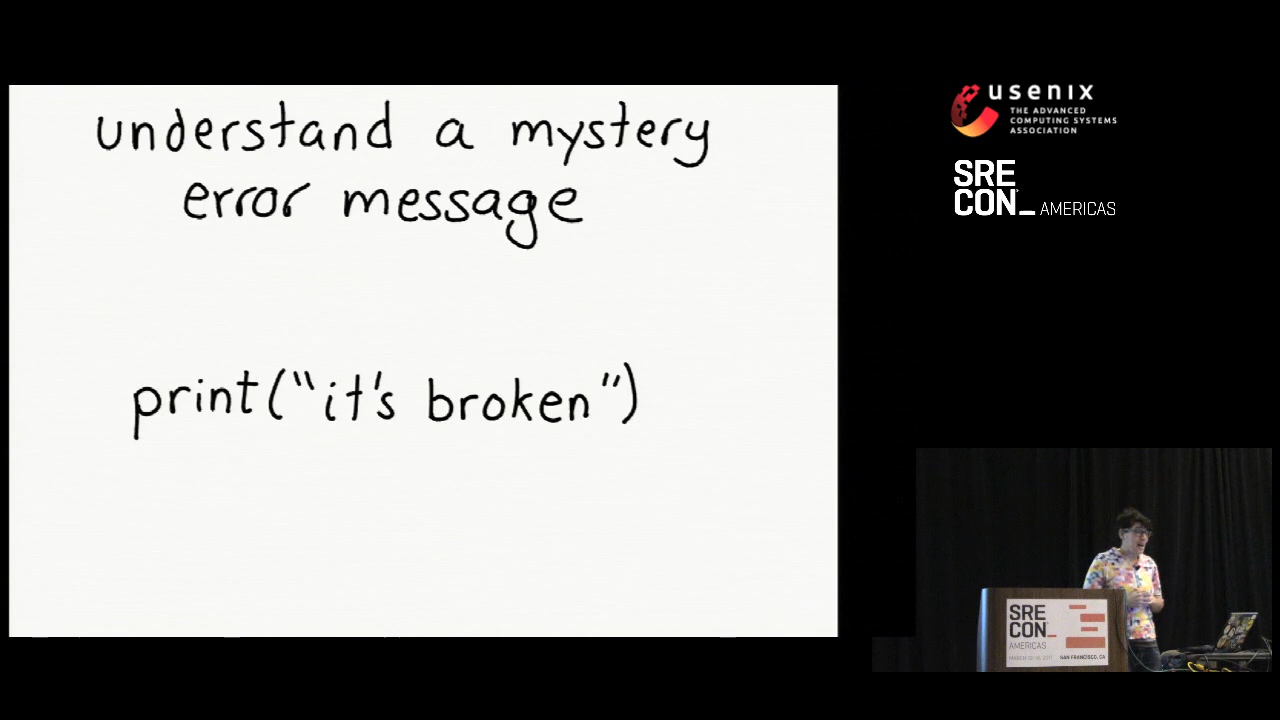 understand a mystery
error message
print("it's broken")
usenix
THE ADVANCED
COMPUTING SYSTEMS
ASSOCIATION
SRE
CON_ AMERICAS
SRE
CON_
AMERICAS
SAN FRANCISCO, CA